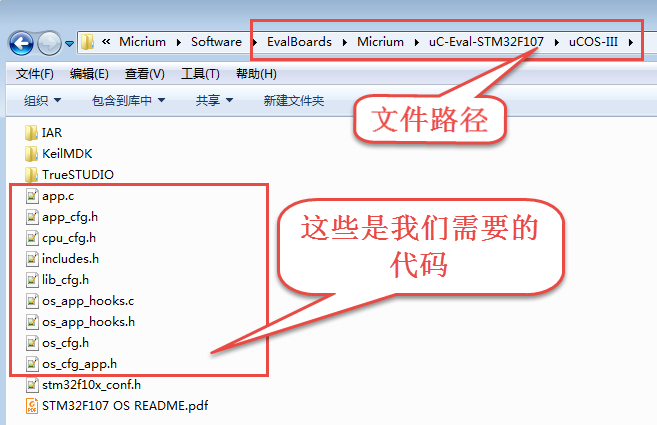 « Micrium ▸ Software ▸ EvalBoards ▸ Micrium ▸ uC-Eval-STM32F107 ▸ uCOS-III ▸
文件(F) 编辑(E) 查看(V) 工具(T) 帮助(H)
组织 包含到库中 共享 新建文件夹
文件路径
IAR
KeilMDK
TrueSTUDIO
app.c
app_cfg.h
cpu_cfg.h
includes.h
lib_cfg.h
os_app_hooks.c
os_app_hooks.h
os_cfg.h
os_cfg_app.h
stm32f10x_conf.h
STM32F107 OS README.pdf
这些是我们需要的
代码